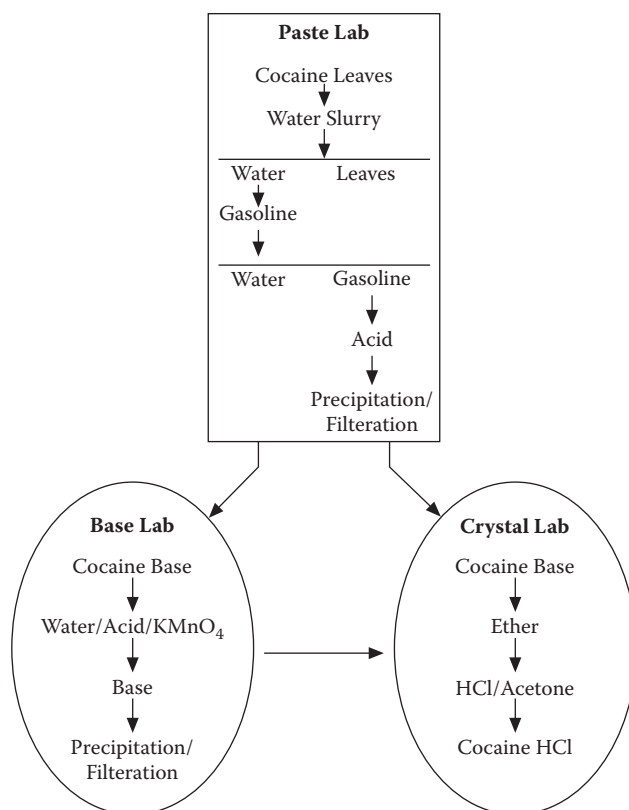 Paste Lab
Cocaine Leaves
Water Slurry
Water Leaves
Gasoline
Water Gasoline
Acid
Precipitation/
Filteration
Base Lab
Cocaine Base
Water/Acid/KMnO₄
Base
Precipitation/
Filteration
Crystal Lab
Cocaine Base
Ether
HCl/Acetone
Cocaine HCl